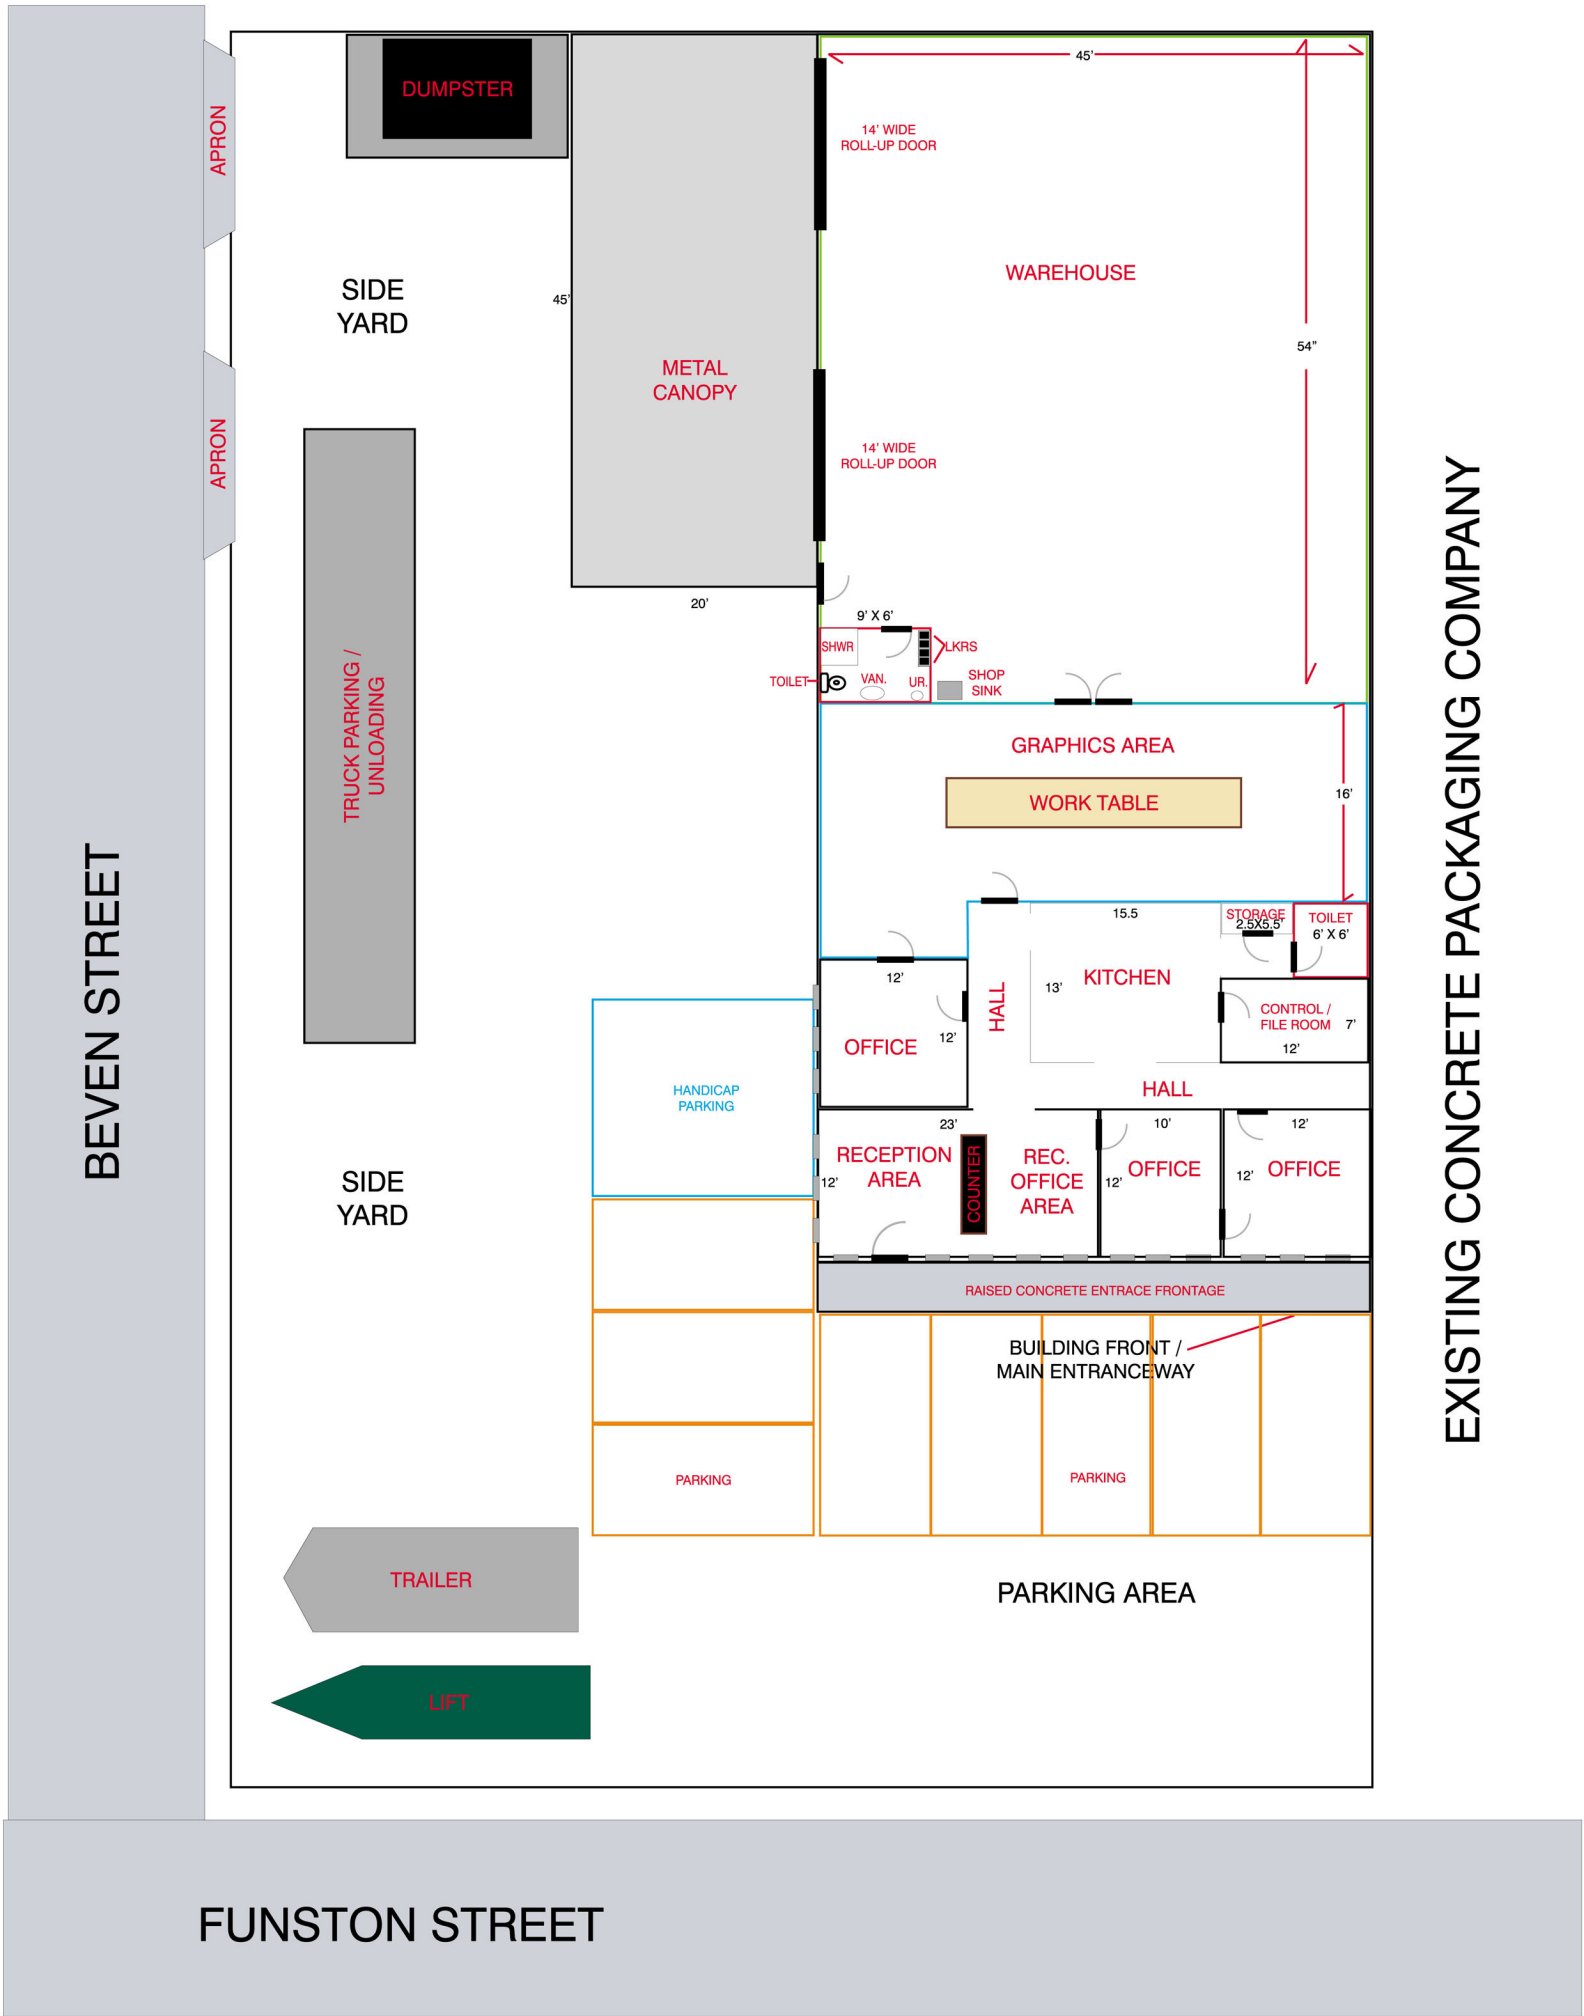 45'
DUMPSTER
APRON
14' WIDE
ROLL-UP DOOR
WAREHOUSE
SIDE
YARD
45'
54"
METAL
CANOPY
APRON
14' WIDE
ROLL-UP DOOR
20'
9' X 6'
SHWR
LKRS
TOILET
VAN.
UR.
SHOP
SINK
TRUCK PARKING /
UNLOADING
GRAPHICS AREA
WORK TABLE
16'
15.5
STORAGE
2.5X5.5'
TOILET
6' X 6'
12'
KITCHEN
13'
HALL
CONTROL /
FILE ROOM
7'
12'
OFFICE
12'
HANDICAP
PARKING
HALL
23'
10'
12'
RECEPTION
AREA
12'
COUNTER
REC.
OFFICE
AREA
12'
OFFICE
12'
OFFICE
SIDE
YARD
RAISED CONCRETE ENTRACE FRONTAGE
BUILDING FRONT /
MAIN ENTRANCEWAY
PARKING
PARKING
TRAILER
PARKING AREA
LIFT
BEVEN STREET
EXISTING CONCRETE PACKAGING COMPANY
FUNSTON STREET